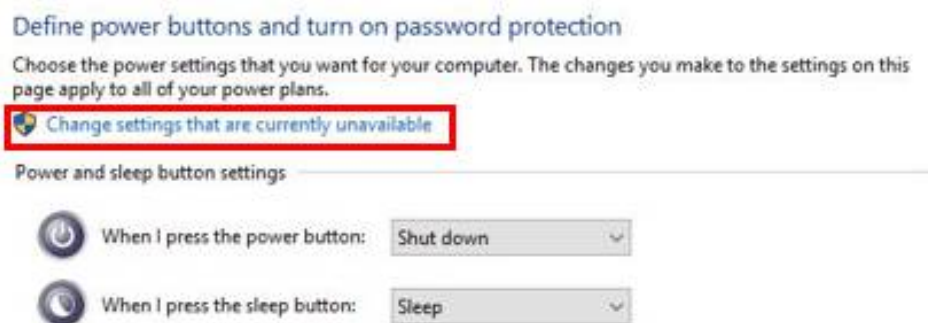 Define power buttons and turn on password protection
Choose the power settings that you want for your computer. The changes you make to the settings on this
page apply to all of your power plans.
Change settings that are currently unavailable
Power and sleep button settings
When I press the power button: Shut down
When I press the sleep button: Sleep